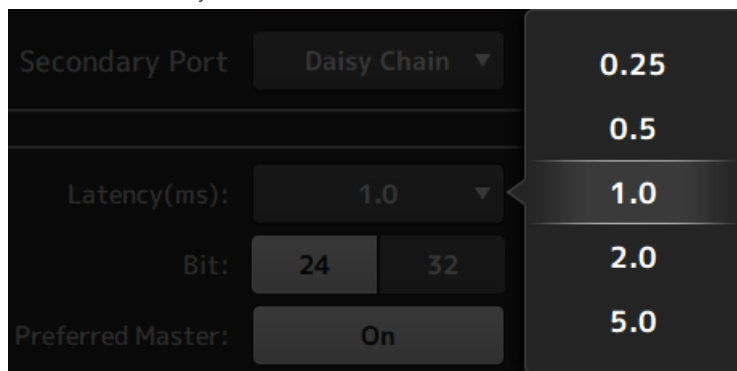 Secondary Port Daisy Chain ▼
Latency(ms): 1.0 ▼
Bit: 24 32
Preferred Master: On
0.25
0.5
1.0
2.0
5.0